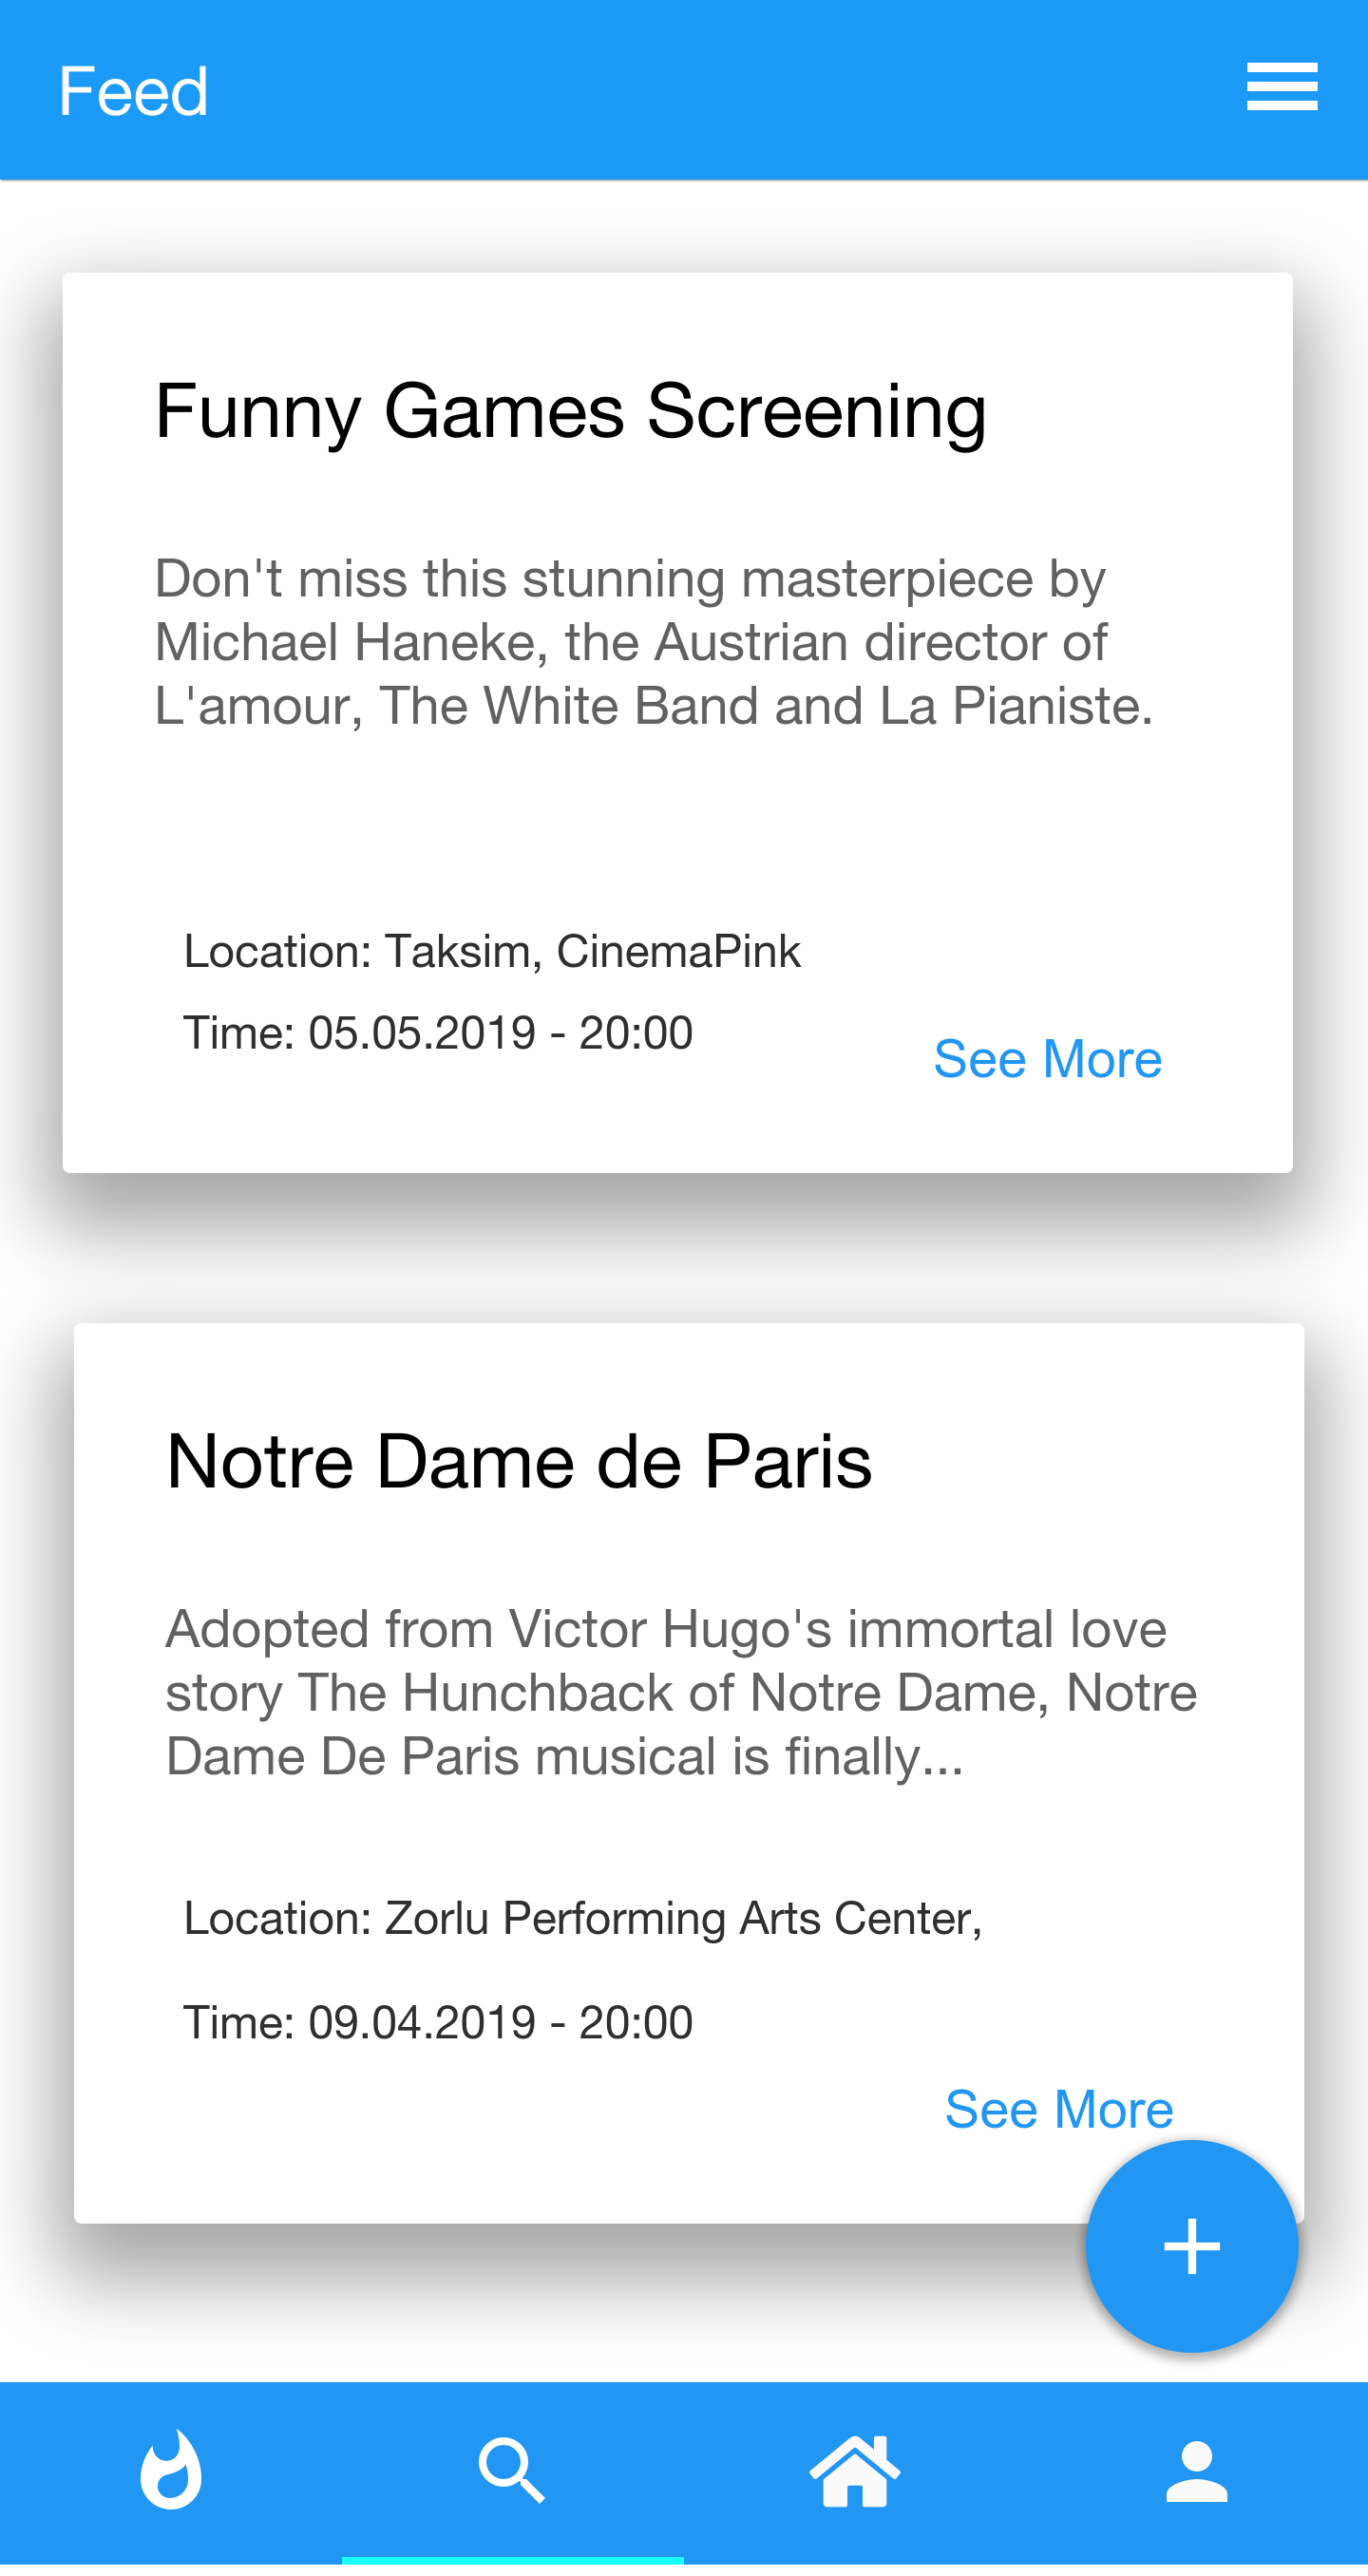 Feed
Funny Games Screening
Don't miss this stunning masterpiece by
Michael Haneke, the Austrian director of
L'amour, The White Band and La Pianiste.
Location: Taksim, CinemaPink
Time: 05.05.2019 - 20:00
See More
Notre Dame de Paris
Adopted from Victor Hugo's immortal love
story The Hunchback of Notre Dame, Notre
Dame De Paris musical is finally...
Location: Zorlu Performing Arts Center,
Time: 09.04.2019 - 20:00
See More